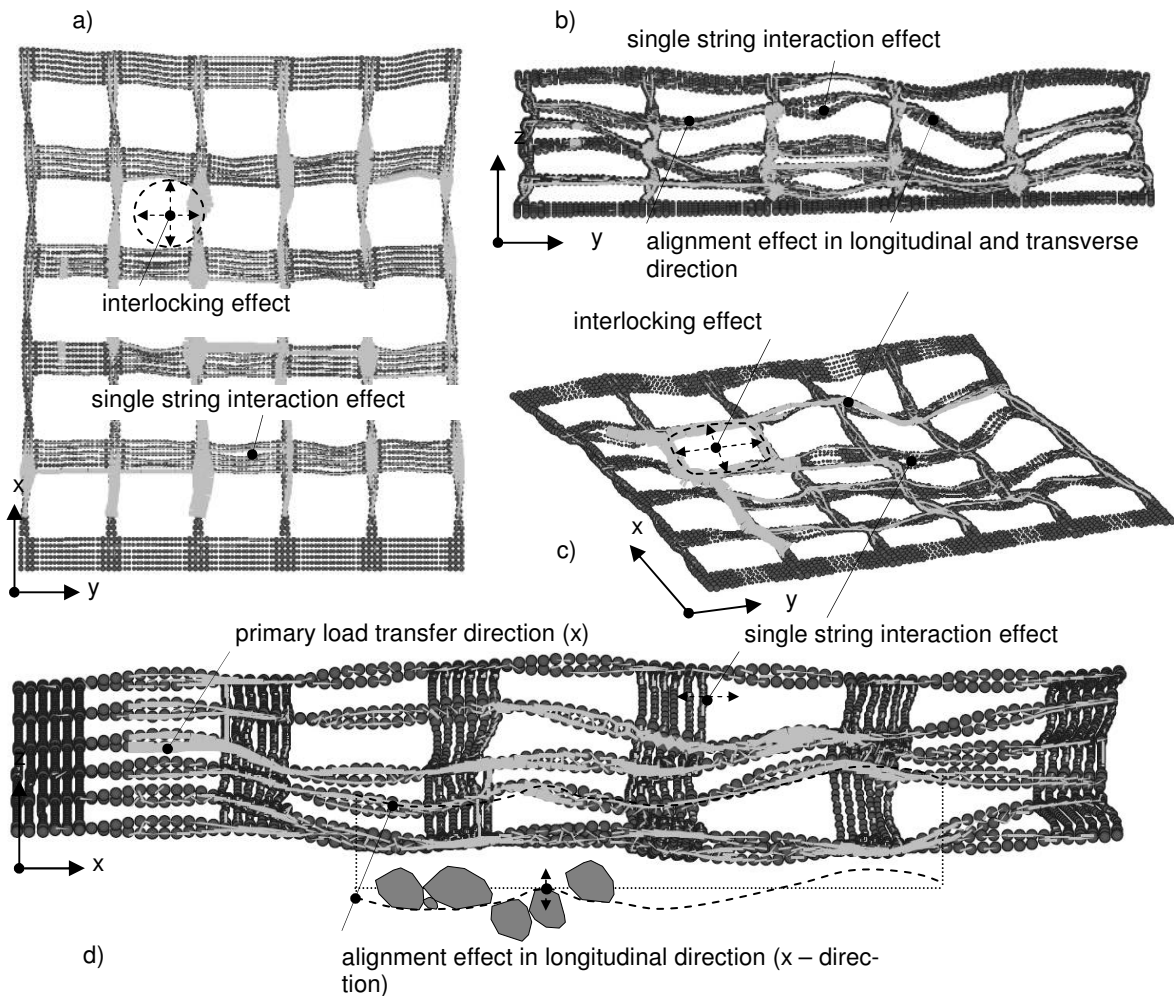 a)
interlocking effect
single string interaction effect
x
y
b)
single string interaction effect
z
y
alignment effect in longitudinal and transverse
direction
interlocking effect
c)
x
y
single string interaction effect
primary load transfer direction (x)
z
x
d)
alignment effect in longitudinal direction (x – direc-
tion)